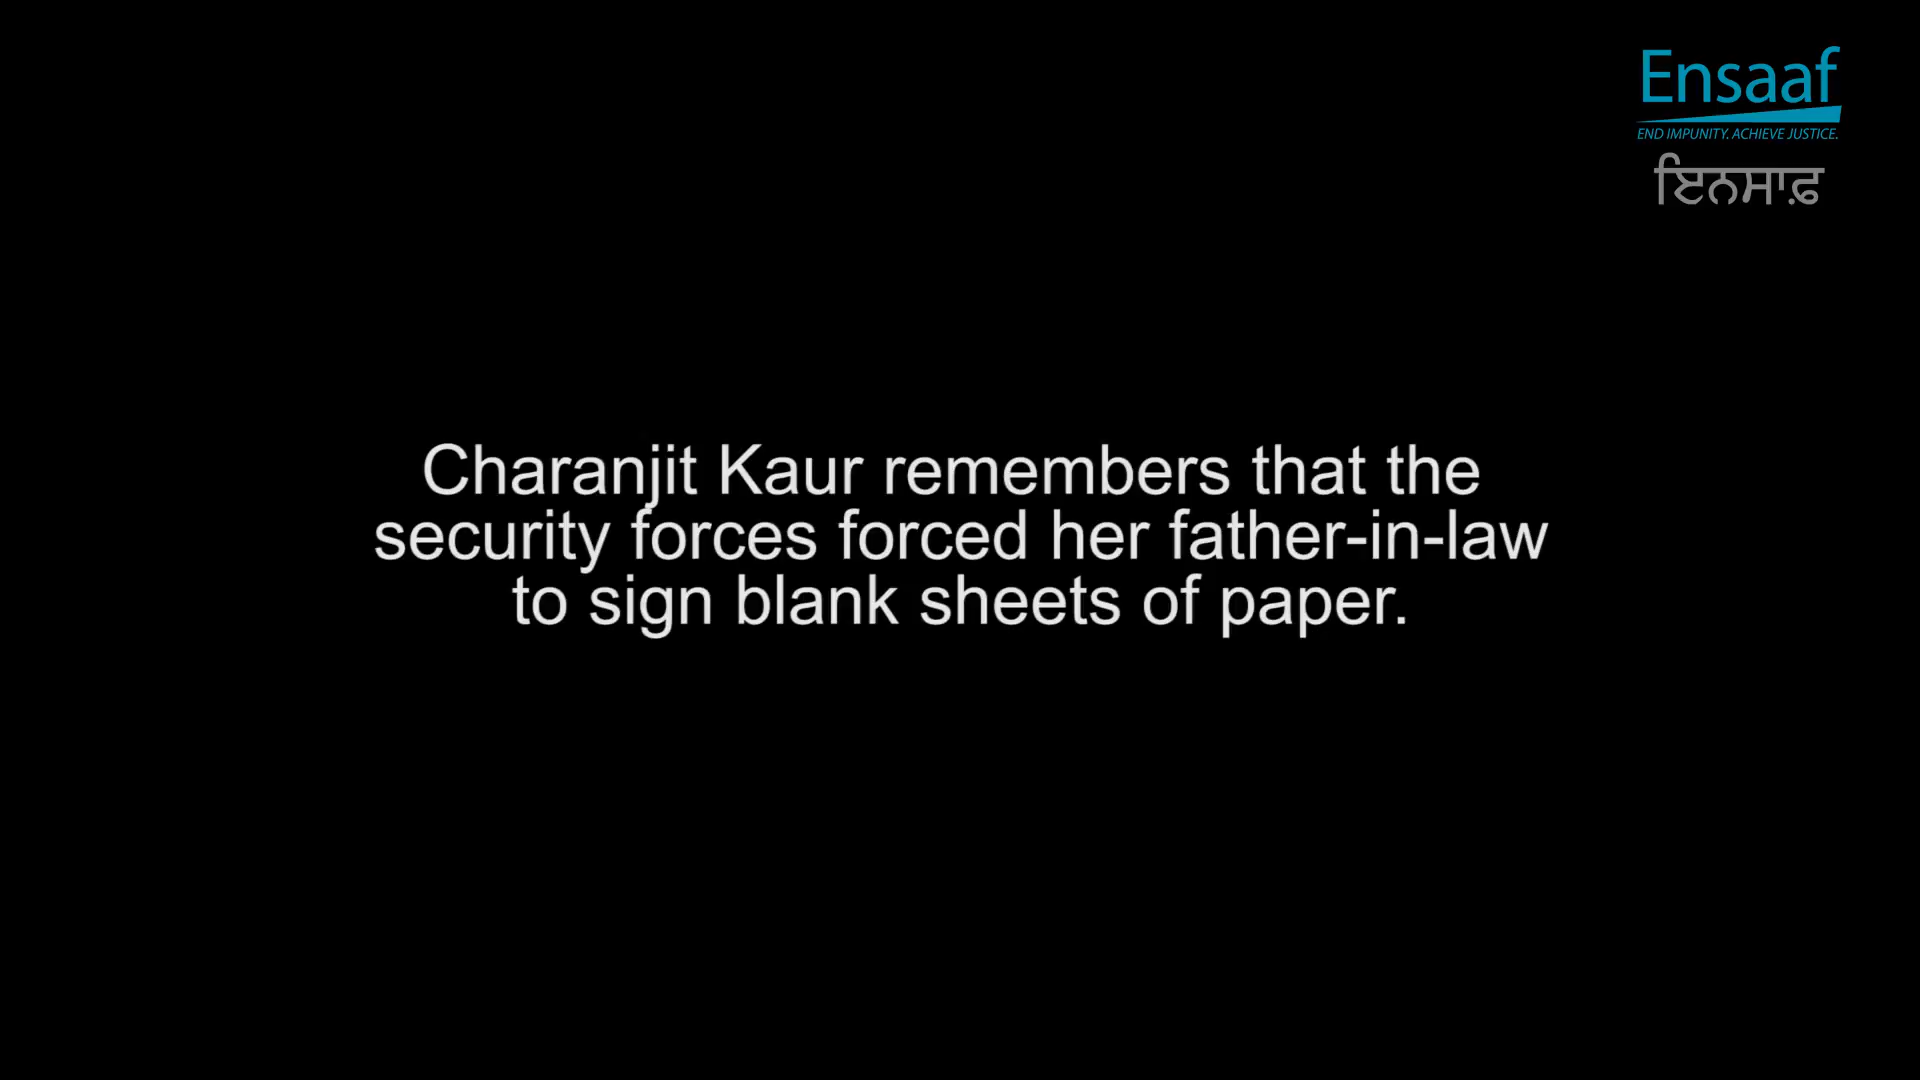 Ensaaf
END IMPUNITY. ACHIEVE JUSTICE.
ਇਨਸਾਫ਼
Charanjit Kaur remembers that the
security forces forced her father-in-law
to sign blank sheets of paper.